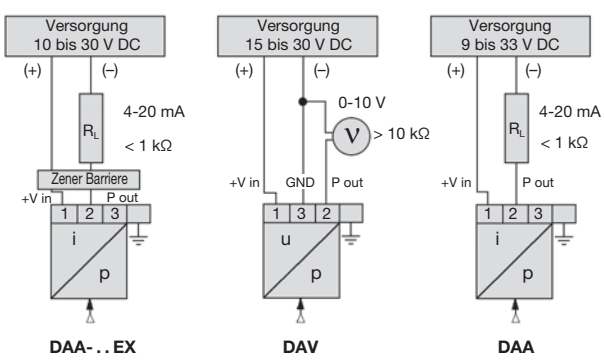 Versorgung
10 bis 30 V DC
(+)
(–)
4-20 mA
RL
< 1 kΩ
Zener Barriere
+V in
P out
1 2 3
i
p
DAA- . . EX
Versorgung
15 bis 30 V DC
(+)
(–)
0-10 V
V
> 10 kΩ
+V in
GND
P out
1 3 2
u
p
DAV
Versorgung
9 bis 33 V DC
(+)
(–)
4-20 mA
RL
< 1 kΩ
+V in
P out
1 2 3
i
p
DAA